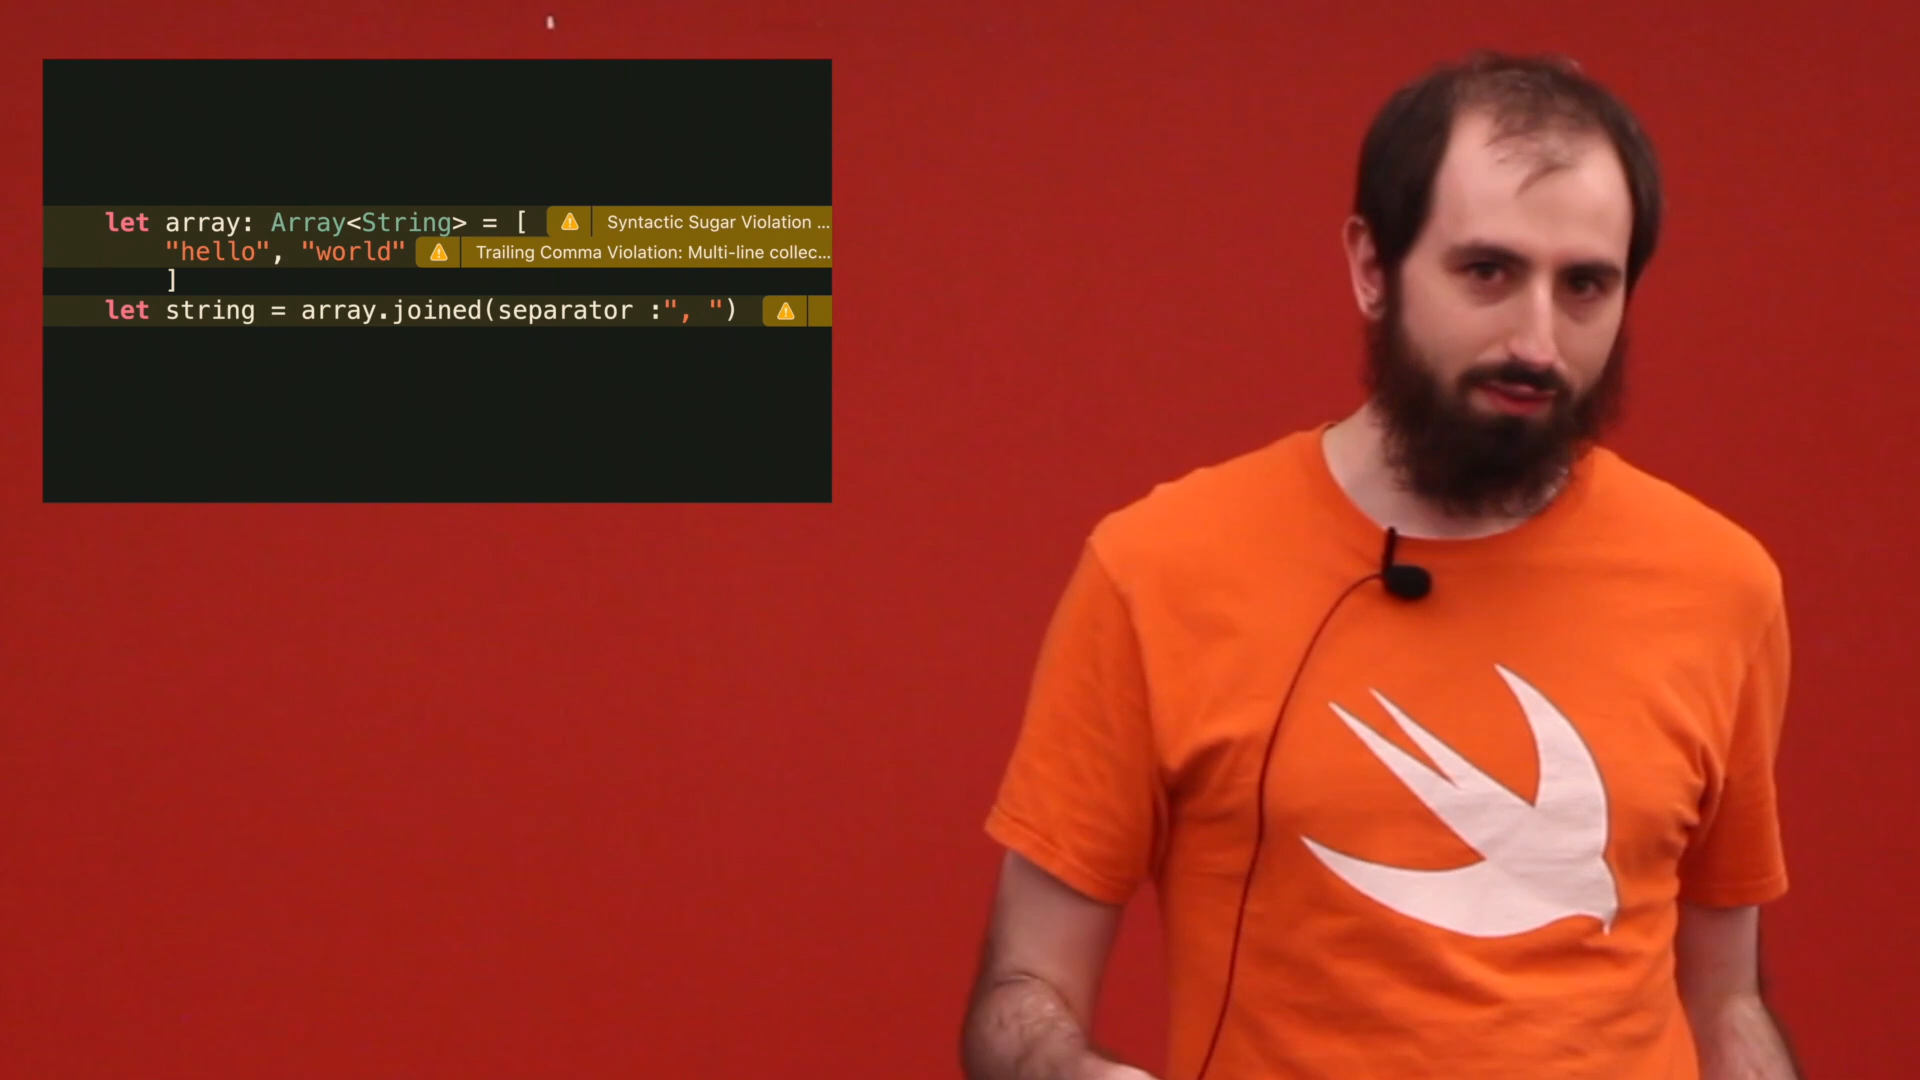 let array: Array<String> = [ Syntactic Sugar Violation ...
"hello", "world" Trailing Comma Violation: Multi-line collec...
]
let string = array.joined(separator :", ")